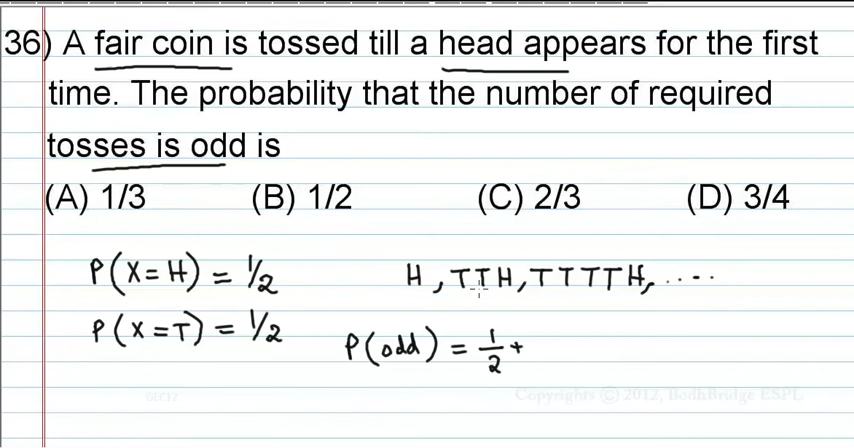 36) A fair coin is tossed till a head appears for the first
time. The probability that the number of required
tosses is odd is
(A) 1/3 (B) 1/2 (C) 2/3 (D) 3/4
P(X=H) = 1/2 H, TTH, TTTTH, .....
P(X=T) = 1/2
P(odd) = 1/2 +
GEC12
Copyrights © 2012, BodhBridge ESPL